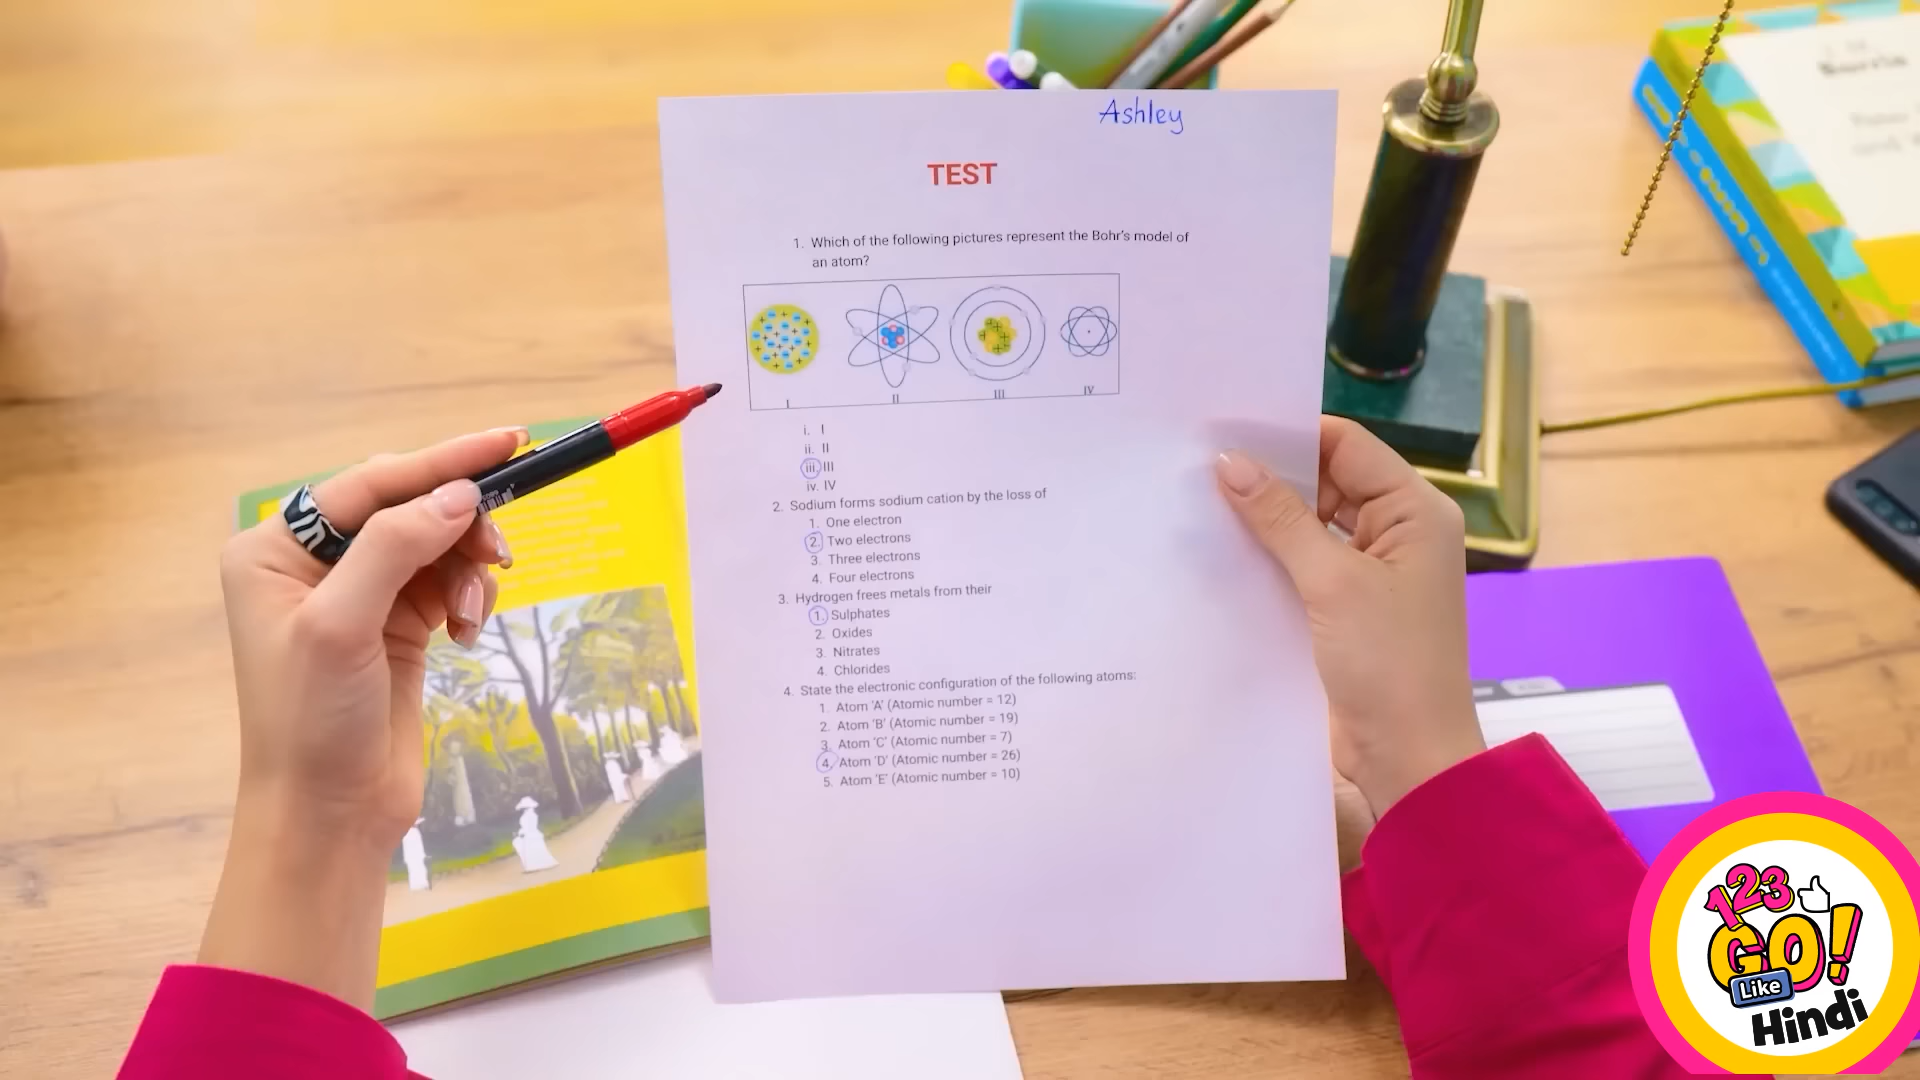 Ashley
TEST
1. Which of the following pictures represent the Bohr's model of
an atom?
I II III IV
i. I
ii. II
iii. III
iv. IV
2. Sodium forms sodium cation by the loss of
1. One electron
2. Two electrons
3. Three electrons
4. Four electrons
3. Hydrogen frees metals from their
1. Sulphates
2. Oxides
3. Nitrates
4. Chlorides
4. State the electronic configuration of the following atoms:
1. Atom 'A' (Atomic number = 12)
2. Atom 'B' (Atomic number = 19)
3. Atom 'C' (Atomic number = 7)
4. Atom 'D' (Atomic number = 26)
5. Atom 'E' (Atomic number = 10)
123
GO!
Like
Hindi